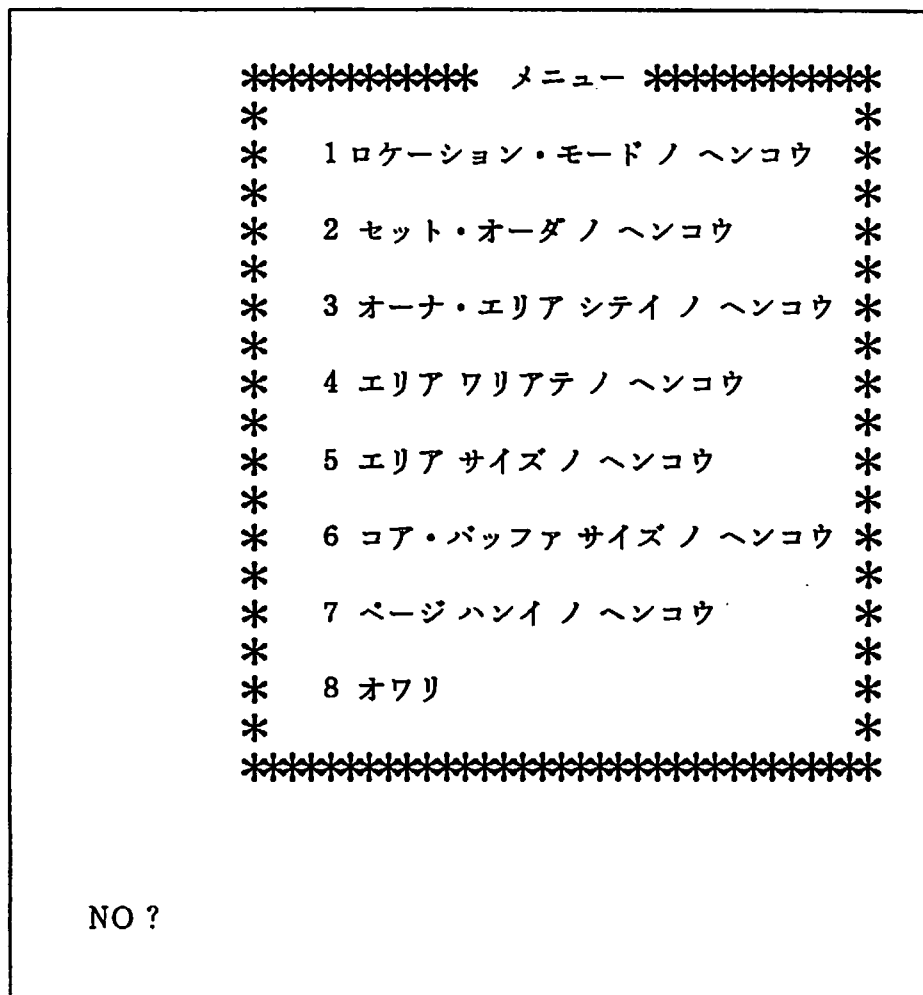 ************ メニュー ************
* *
* 1 ロケーション・モード ノ ヘンコウ *
* *
* 2 セット・オーダ ノ ヘンコウ *
* *
* 3 オーナ・エリア シテイ ノ ヘンコウ *
* *
* 4 エリア ワリアテ ノ ヘンコウ *
* *
* 5 エリア サイズ ノ ヘンコウ *
* *
* 6 コア・バッファ サイズ ノ ヘンコウ *
* *
* 7 ページ ハンイ ノ ヘンコウ *
* *
* 8 オワリ *
* *
*********************************
NO ?